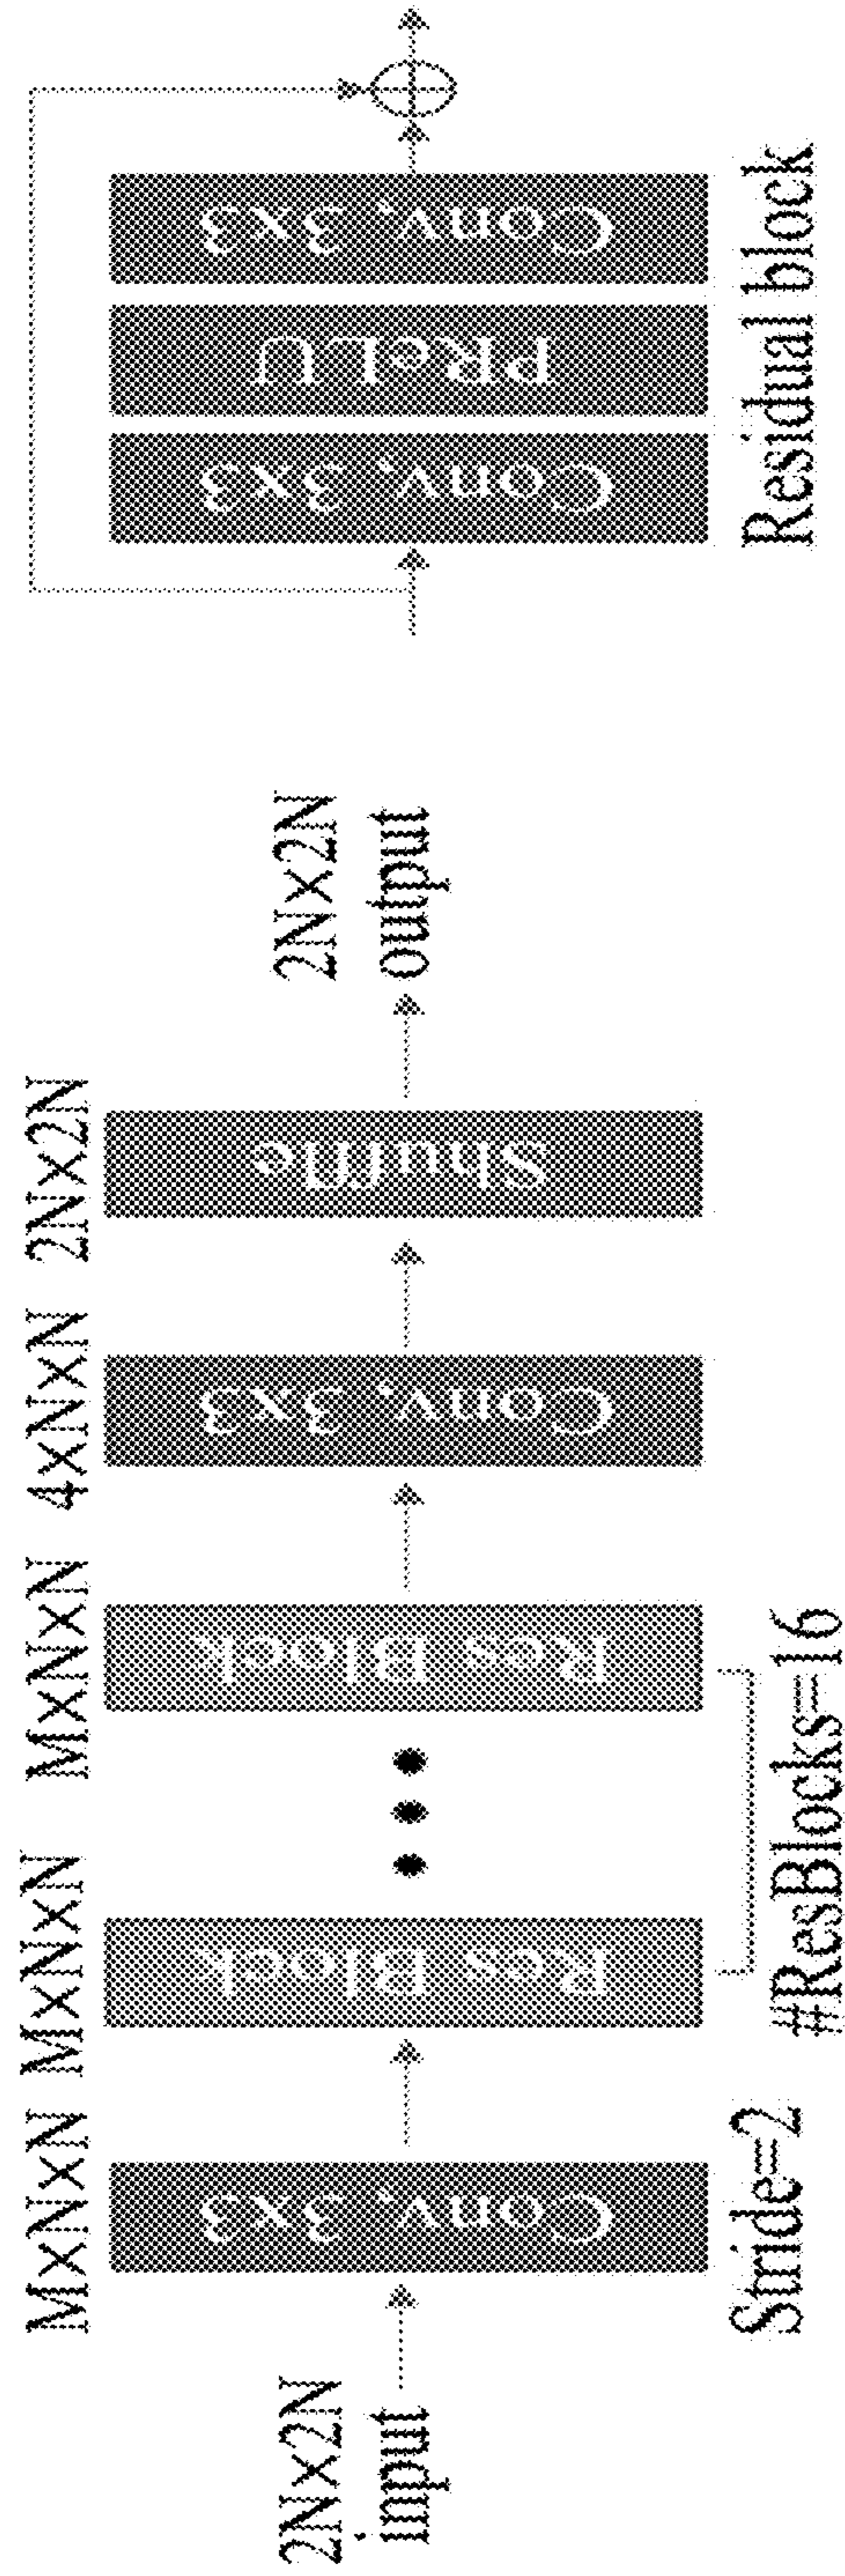 MxNxN
MxNxN
MxNxN
4xNxN
2Nx2N
2Nx2N
input
Conv, 3x3
Res Block
Res Block
Conv, 3x3
Shuffle
2Nx2N
output
Stride=2
#ResBlocks=16
Conv, 3x3
PReLU
Conv, 3x3
Residual block